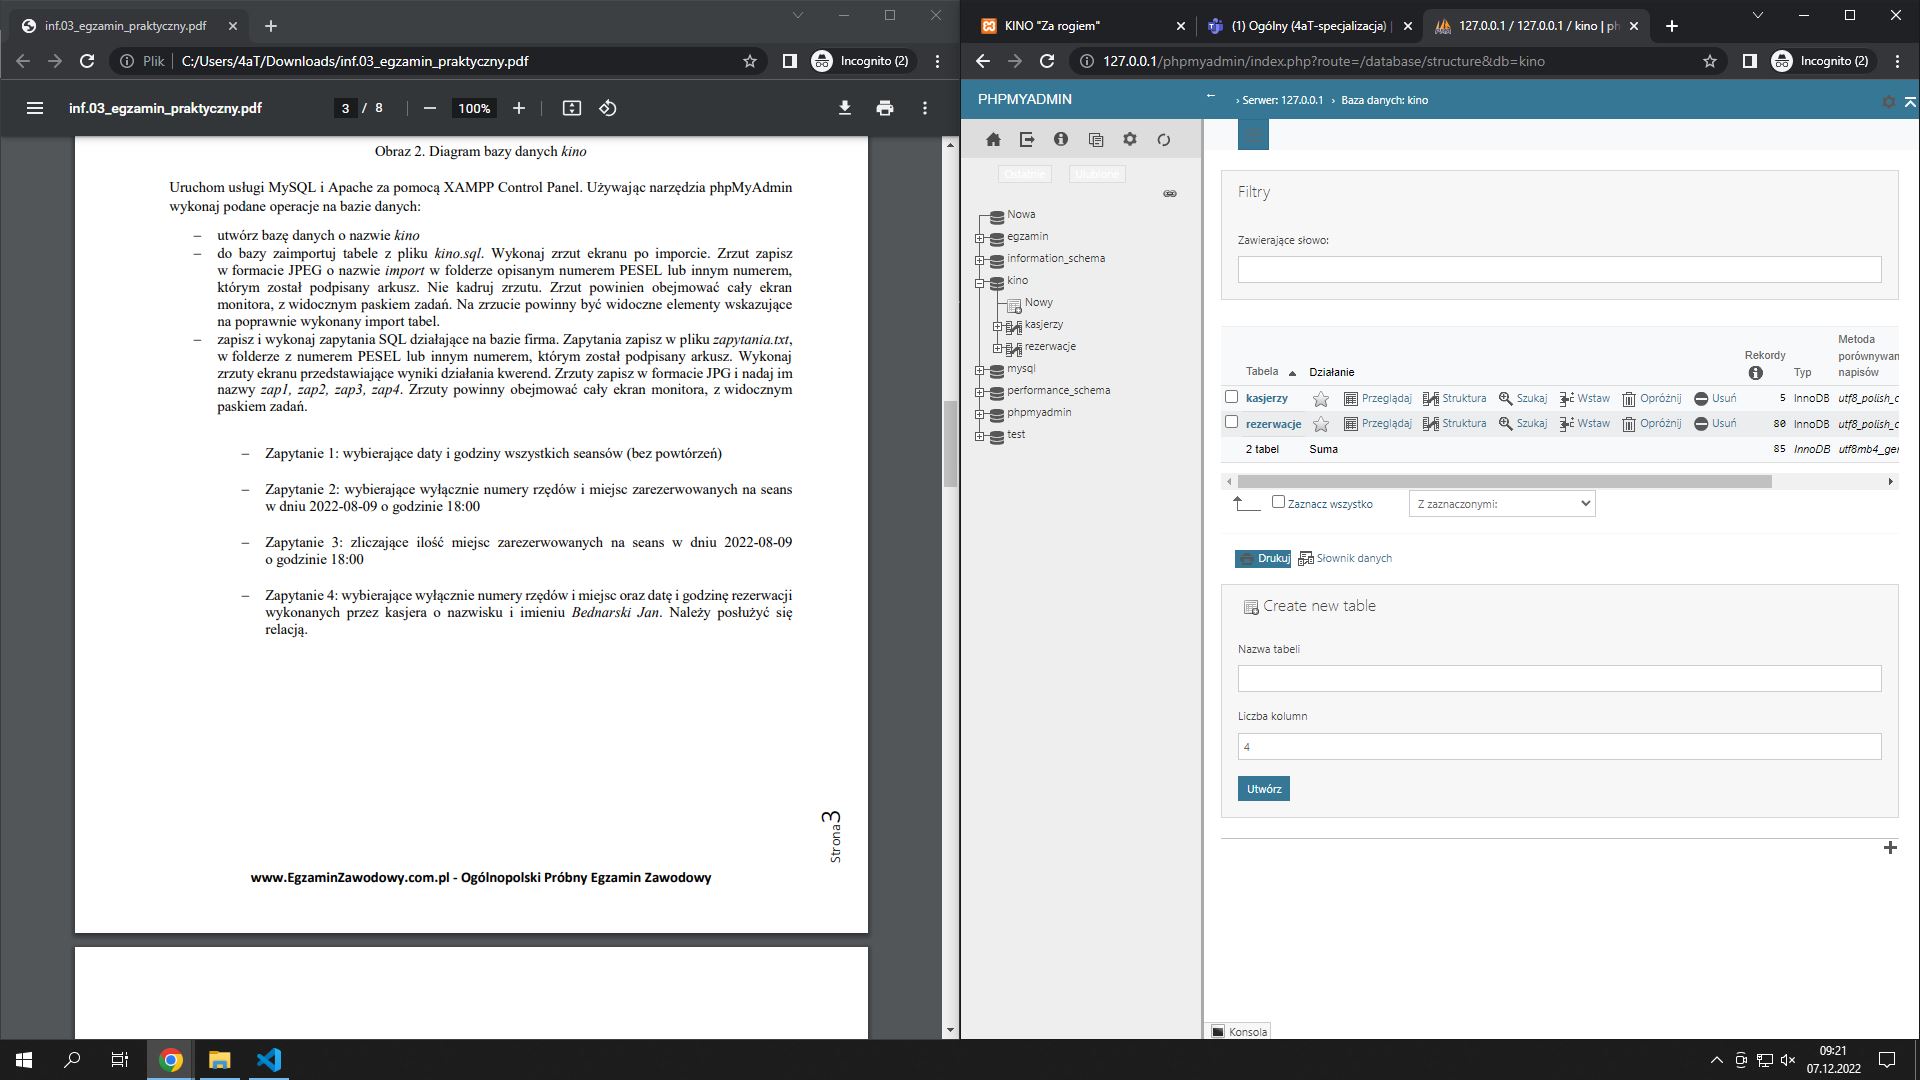 inf.03_egzamin_praktyczny.pdf
Plik
C:/Users/4aT/Downloads/inf.03_egzamin_praktyczny.pdf
Incognito (2)
inf.03_egzamin_praktyczny.pdf
3 / 8
100%
Obraz 2. Diagram bazy danych kino
Uruchom usługi MySQL i Apache za pomocą XAMPP Control Panel. Używając narzędzia phpMyAdmin
wykonaj podane operacje na bazie danych:
– utwórz bazę danych o nazwie kino
– do bazy zaimportuj tabele z pliku kino.sql. Wykonaj zrzut ekranu po imporcie. Zrzut zapisz
w formacie JPEG o nazwie import w folderze opisanym numerem PESEL lub innym numerem,
którym został podpisany arkusz. Nie kadruj zrzutu. Zrzut powinien obejmować cały ekran
monitora, z widocznym paskiem zadań. Na zrzucie powinny być widoczne elementy wskazujące
na poprawnie wykonany import tabel.
– zapisz i wykonaj zapytania SQL działające na bazie firma. Zapytania zapisz w pliku zapytania.txt,
w folderze z numerem PESEL lub innym numerem, którym został podpisany arkusz. Wykonaj
zrzuty ekranu przedstawiające wyniki działania kwerend. Zrzuty zapisz w formacie JPG i nadaj im
nazwy zap1, zap2, zap3, zap4. Zrzuty powinny obejmować cały ekran monitora, z widocznym
paskiem zadań.
– Zapytanie 1: wybierające daty i godziny wszystkich seansów (bez powtórzeń)
– Zapytanie 2: wybierające wyłącznie numery rzędów i miejsc zarezerwowanych na seans
w dniu 2022-08-09 o godzinie 18:00
– Zapytanie 3: zliczające ilość miejsc zarezerwowanych na seans w dniu 2022-08-09
o godzinie 18:00
– Zapytanie 4: wybierające wyłącznie numery rzędów i miejsc oraz datę i godzinę rezerwacji
wykonanych przez kasjera o nazwisku i imieniu Bednarski Jan. Należy posłużyć się
relacją.
Strona3
www.EgzaminZawodowy.com.pl - Ogólnopolski Próbny Egzamin Zawodowy
KINO "Za rogiem"
(1) Ogólny (4aT-specjalizacja) |
127.0.0.1 / 127.0.0.1 / kino | ph
127.0.0.1/phpmyadmin/index.php?route=/database/structure&db=kino
Incognito (2)
PHPMYADMIN
← › Serwer: 127.0.0.1 › Baza danych: kino
Ostatnie Ulubione
Nowa
egzamin
information_schema
kino
Nowy
kasjerzy
rezerwacje
mysql
performance_schema
phpmyadmin
test
Filtry
Zawierające słowo:
Tabela Działanie Rekordy Typ Metoda porównywan napisów
kasjerzy Przeglądaj Struktura Szukaj Wstaw Opróżnij Usuń 5 InnoDB utf8_polish_c
rezerwacje Przeglądaj Struktura Szukaj Wstaw Opróżnij Usuń 80 InnoDB utf8_polish_c
2 tabel Suma 85 InnoDB utf8mb4_gen
Zaznacz wszystko Z zaznaczonymi:
Drukuj Słownik danych
Create new table
Nazwa tabeli
Liczba kolumn
4
Utwórz
Konsola
09:21
07.12.2022